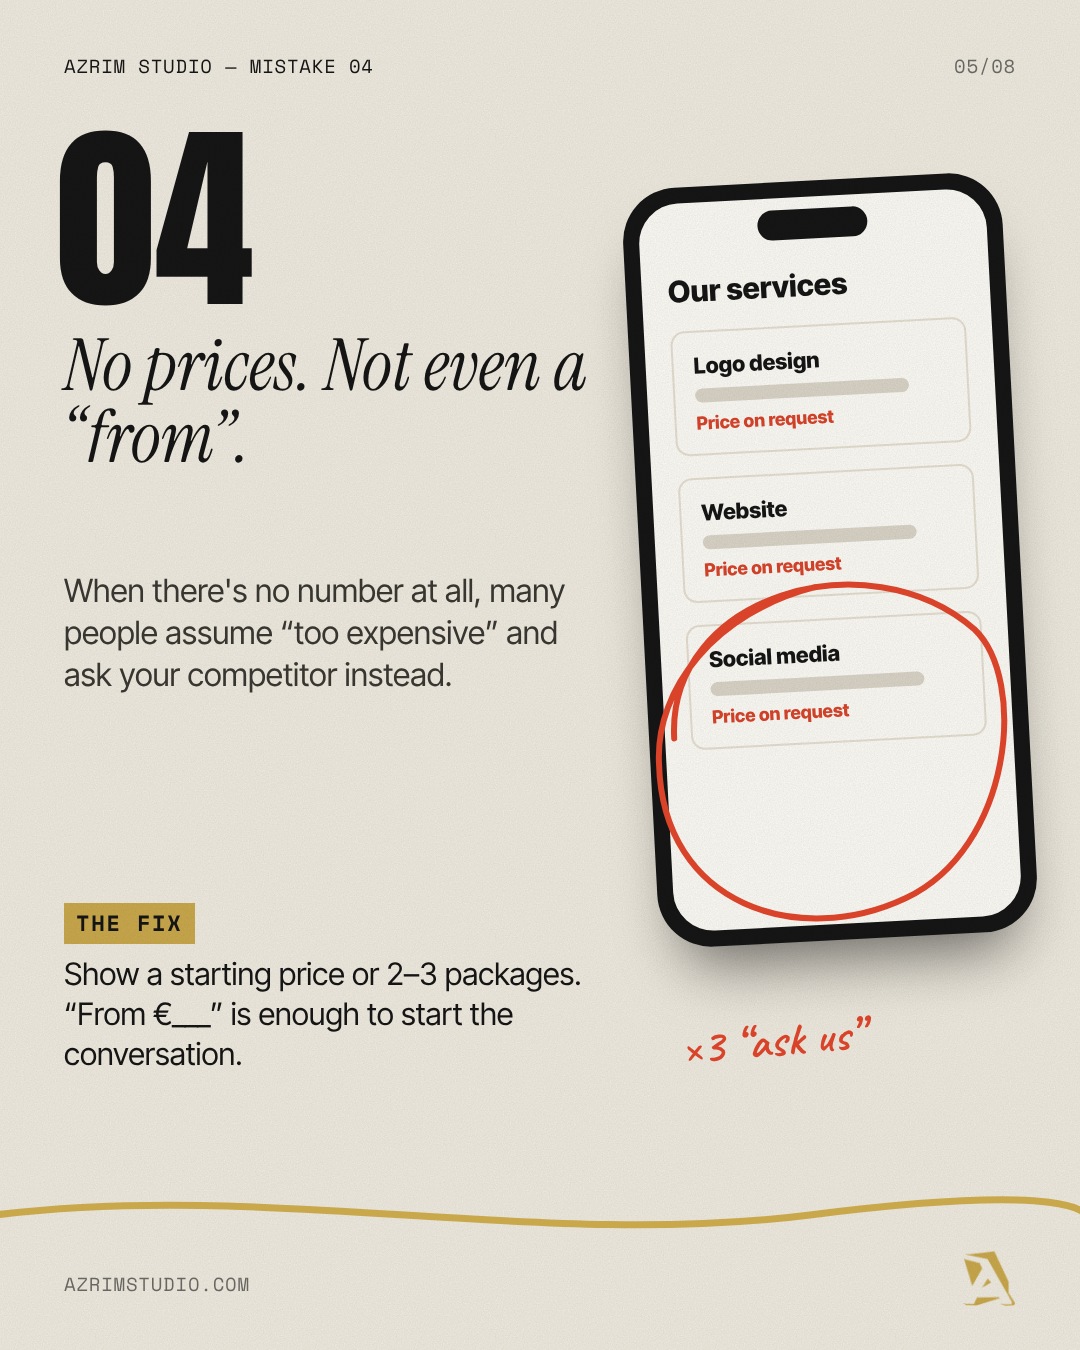 AZRIM STUDIO — MISTAKE 04
05/08
04
No prices. Not even a
“from”.
When there's no number at all, many
people assume “too expensive” and
ask your competitor instead.
THE FIX
Show a starting price or 2–3 packages.
“From €___” is enough to start the
conversation.
Our services
Logo design
Price on request
Website
Price on request
Social media
Price on request
×3 “ask us”
AZRIMSTUDIO.COM